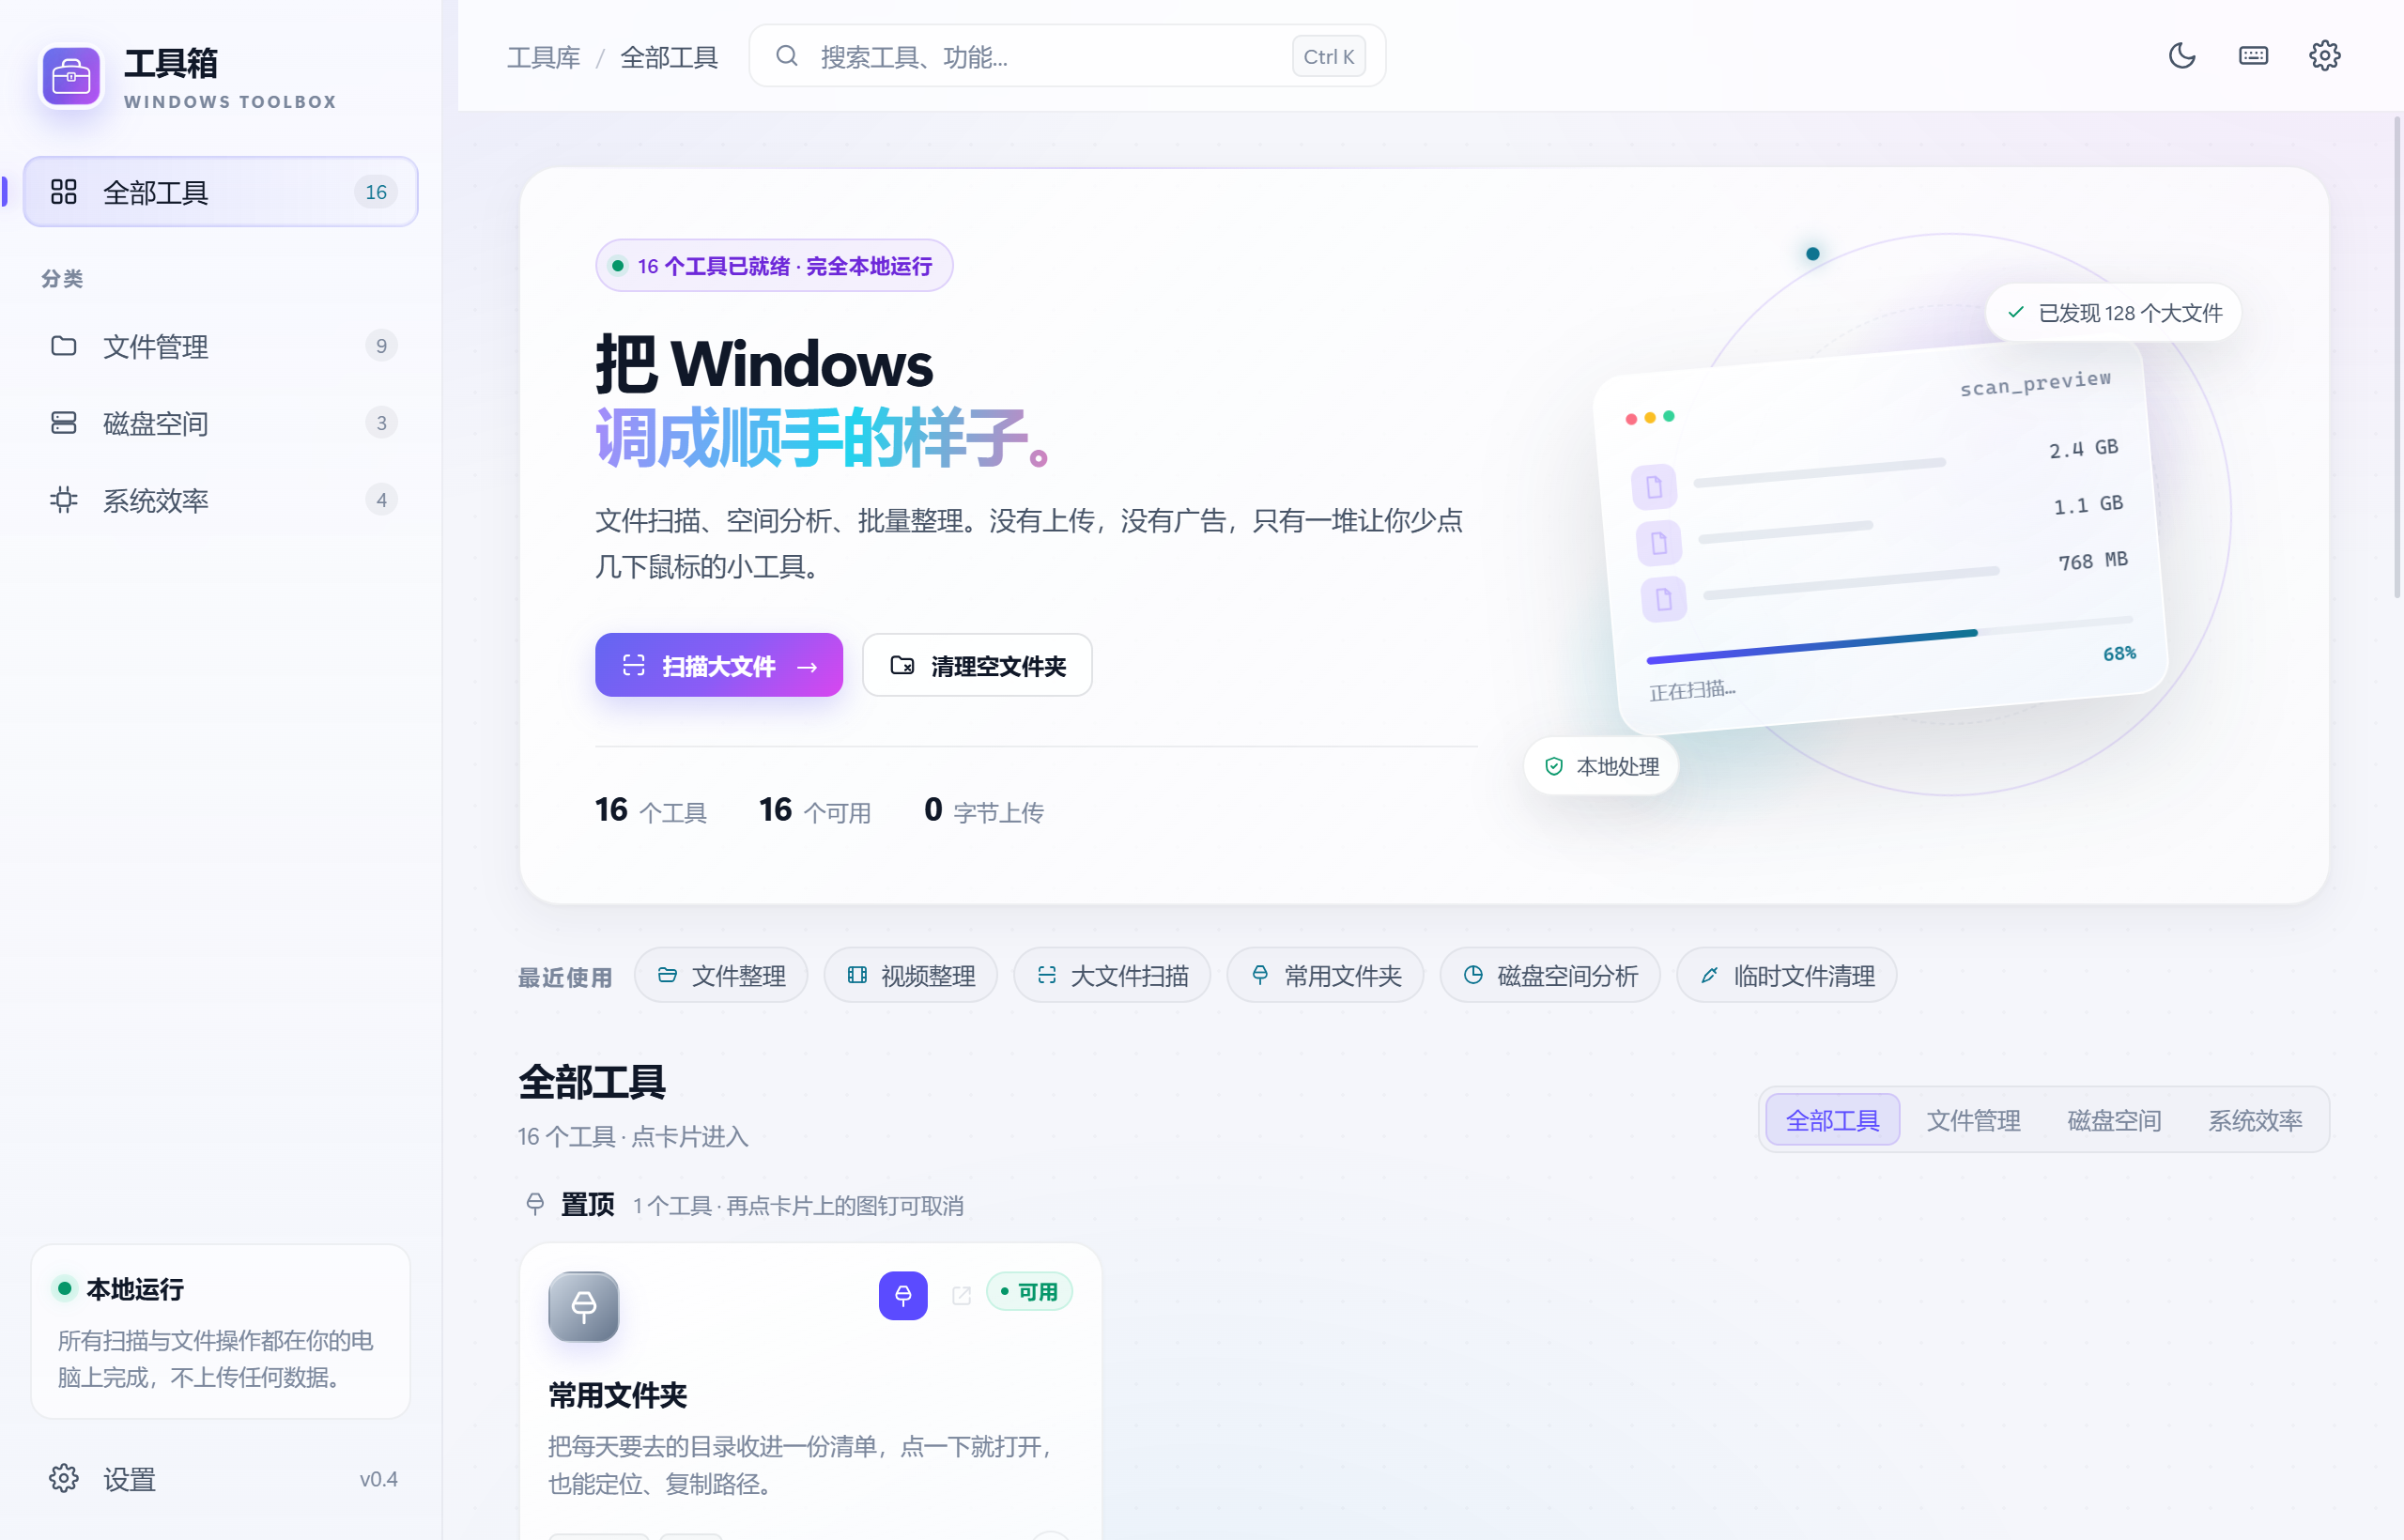 工具箱
WINDOWS TOOLBOX
全部工具 16
分类
文件管理 9
磁盘空间 3
系统效率 4
本地运行
所有扫描与文件操作都在你的电
脑上完成，不上传任何数据。
设置 v0.4
工具库 / 全部工具
搜索工具、功能... Ctrl K
16 个工具已就绪 · 完全本地运行
把 Windows
调成顺手的样子。
文件扫描、空间分析、批量整理。没有上传，没有广告，只有一堆让你少点
几下鼠标的小工具。
扫描大文件 →
清理空文件夹
16 个工具
16 个可用
0 字节上传
已发现 128 个大文件
scan_preview
2.4 GB
1.1 GB
768 MB
68%
正在扫描...
本地处理
最近使用
文件整理
视频整理
大文件扫描
常用文件夹
磁盘空间分析
临时文件清理
全部工具
16 个工具 · 点卡片进入
全部工具 文件管理 磁盘空间 系统效率
置顶 1 个工具 · 再点卡片上的图钉可取消
可用
常用文件夹
把每天要去的目录收进一份清单，点一下就打开，
也能定位、复制路径。